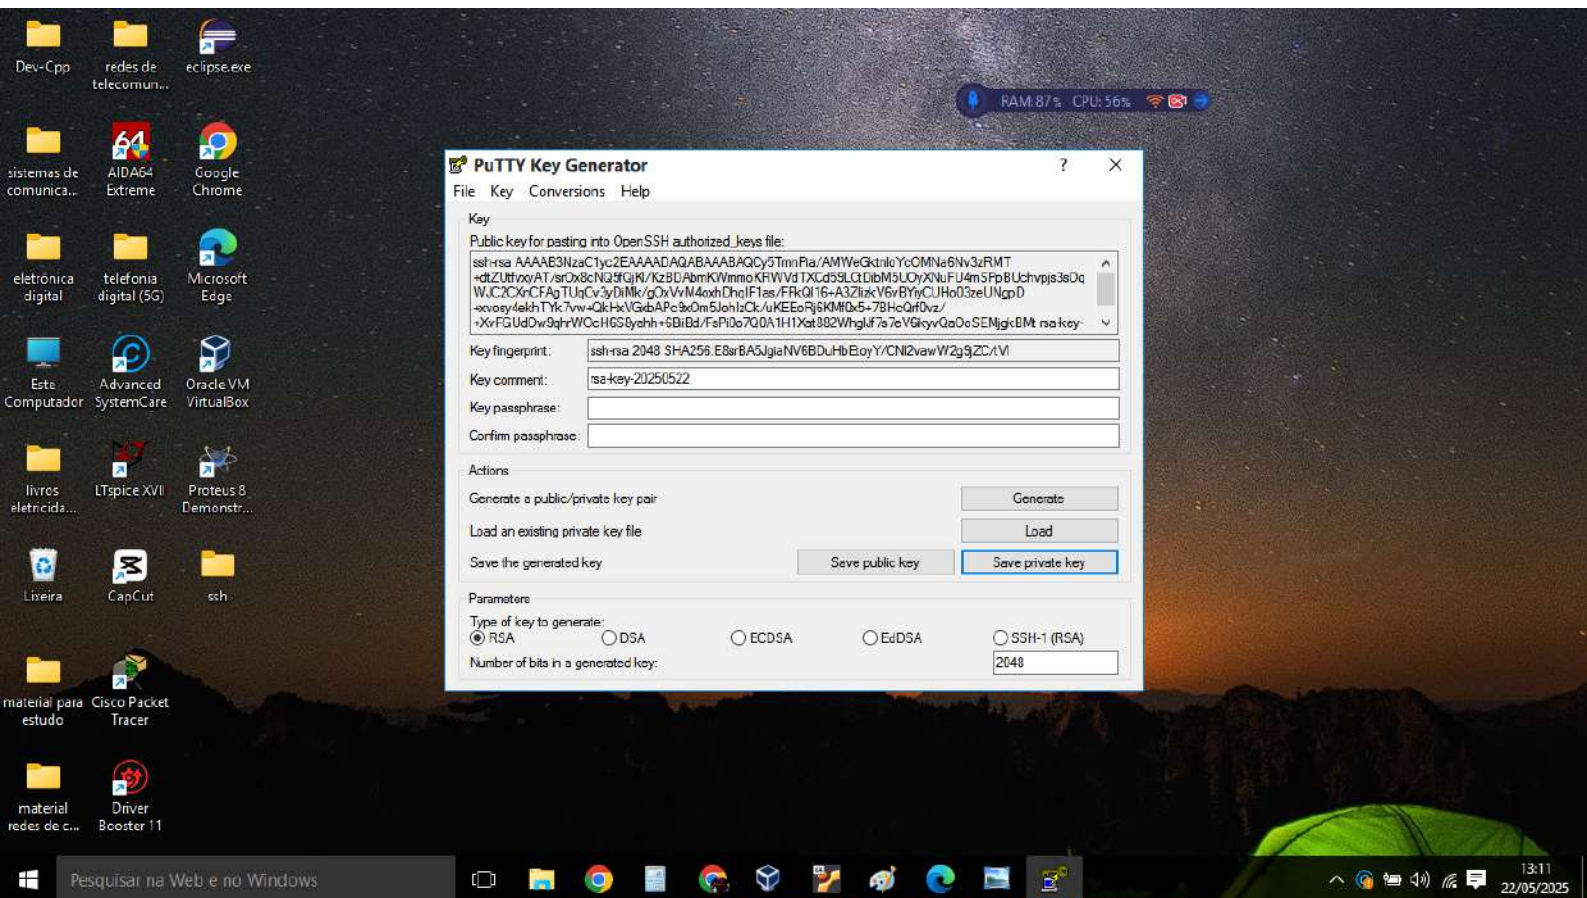 Dev-Cpp
redes de
telecomun...
eclipse.exe
RAM:87% CPU: 56%
sistemas de
comunica...
AIDA64
Extreme
Google
Chrome
eletrônica
digital
telefonia
digital (5G)
Microsoft
Edge
Este
Computador
Advanced
SystemCare
Oracle VM
VirtualBox
livros
eletricida...
LTspice XVII
Proteus 8
Demonstr...
Lixeira
CapCut
ssh
material para
estudo
Cisco Packet
Tracer
material
redes de c...
Driver
Booster 11
PuTTY Key Generator
File Key Conversions Help
Key
Public key for pasting into OpenSSH authorized_keys file:
ssh-rsa
Key fingerprint:
ssh-rsa 2048
Key comment:
rsa-key-20250522
Key passphrase:
Confirm passphrase:
Actions
Generate a public/private key pair
Generate
Load an existing private key file
Load
Save the generated key
Save public key
Save private key
Parameters
Type of key to generate:
RSA
DSA
ECDSA
EdDSA
SSH-1 (RSA)
Number of bits in a generated key:
2048
Pesquisar na Web e no Windows
13:11
22/05/2025